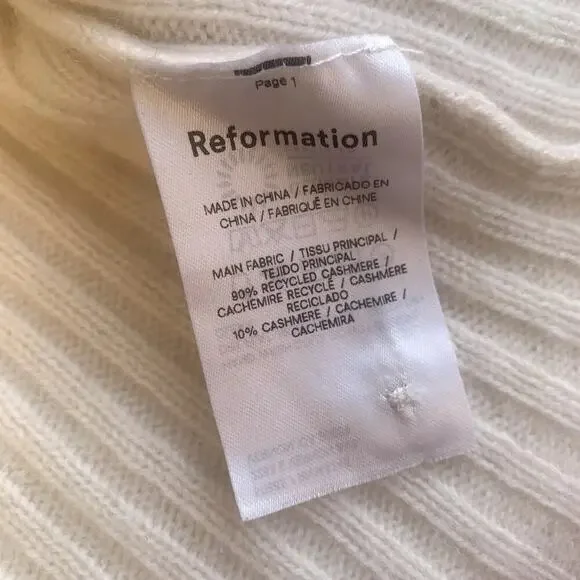 Page 1
Reformation
MADE IN CHINA / FABRICADO EN
CHINA / FABRIQUÉ EN CHINE
MAIN FABRIC / TISSU PRINCIPAL /
TEJIDO PRINCIPAL
90% RECYCLED CASHMERE /
CACHEMIRE RECYCLÉ / CASHMERE
RECICLADO
10% CASHMERE / CACHEMIRE /
CACHEMIRA